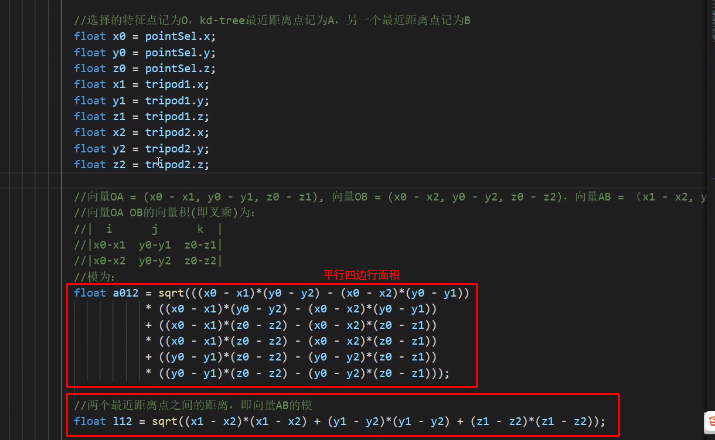 //选择的特征点记为O，kd-tree最近距离点记为A，另一个最近距离点记为B
float x0 = pointSel.x;
float y0 = pointSel.y;
float z0 = pointSel.z;
float x1 = tripod1.x;
float y1 = tripod1.y;
float z1 = tripod1.z;
float x2 = tripod2.x;
float y2 = tripod2.y;
float z2 = tripod2.z;
//向量OA = (x0 - x1, y0 - y1, z0 - z1), 向量OB = (x0 - x2, y0 - y2, z0 - z2)，向量AB = （x1 - x2, y
//向量OA OB的向量积(即叉乘)为：
//| i j k |
//|x0-x1 y0-y1 z0-z1|
//|x0-x2 y0-y2 z0-z2|
//模为：
平行四边行面积
float a012 = sqrt(((x0 - x1)*(y0 - y2) - (x0 - x2)*(y0 - y1))
* ((x0 - x1)*(y0 - y2) - (x0 - x2)*(y0 - y1))
+ ((x0 - x1)*(z0 - z2) - (x0 - x2)*(z0 - z1))
* ((x0 - x1)*(z0 - z2) - (x0 - x2)*(z0 - z1))
+ ((y0 - y1)*(z0 - z2) - (y0 - y2)*(z0 - z1))
* ((y0 - y1)*(z0 - z2) - (y0 - y2)*(z0 - z1)));
//两个最近距离点之间的距离，即向量AB的模
float l12 = sqrt((x1 - x2)*(x1 - x2) + (y1 - y2)*(y1 - y2) + (z1 - z2)*(z1 - z2));